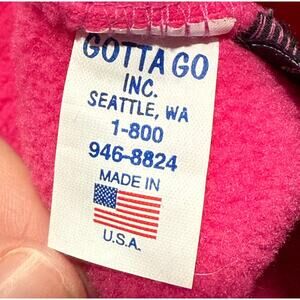 GOTTA GO
INC.
SEATTLE, WA
1-800
946-8824
MADE IN
U.S.A.